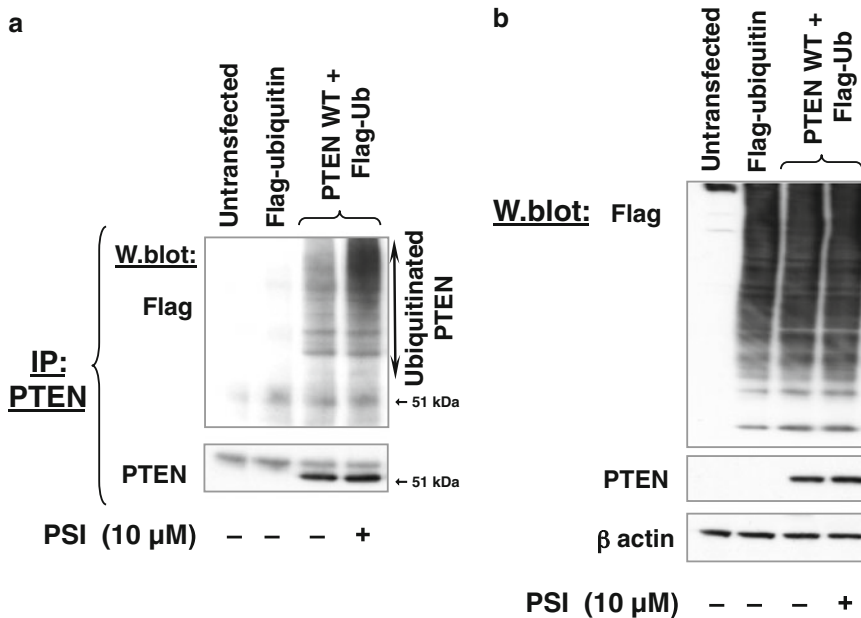 a
Untransfected
Flag-ubiquitin
PTEN WT +
Flag-Ub
W.blot:
Flag
Ubiquitinated
PTEN
IP:
PTEN
← 51 kDa
PTEN
← 51 kDa
PSI (10 µM) – – – +
b
Untransfected
Flag-ubiquitin
PTEN WT +
Flag-Ub
W.blot: Flag
PTEN
β actin
PSI (10 µM) – – – +